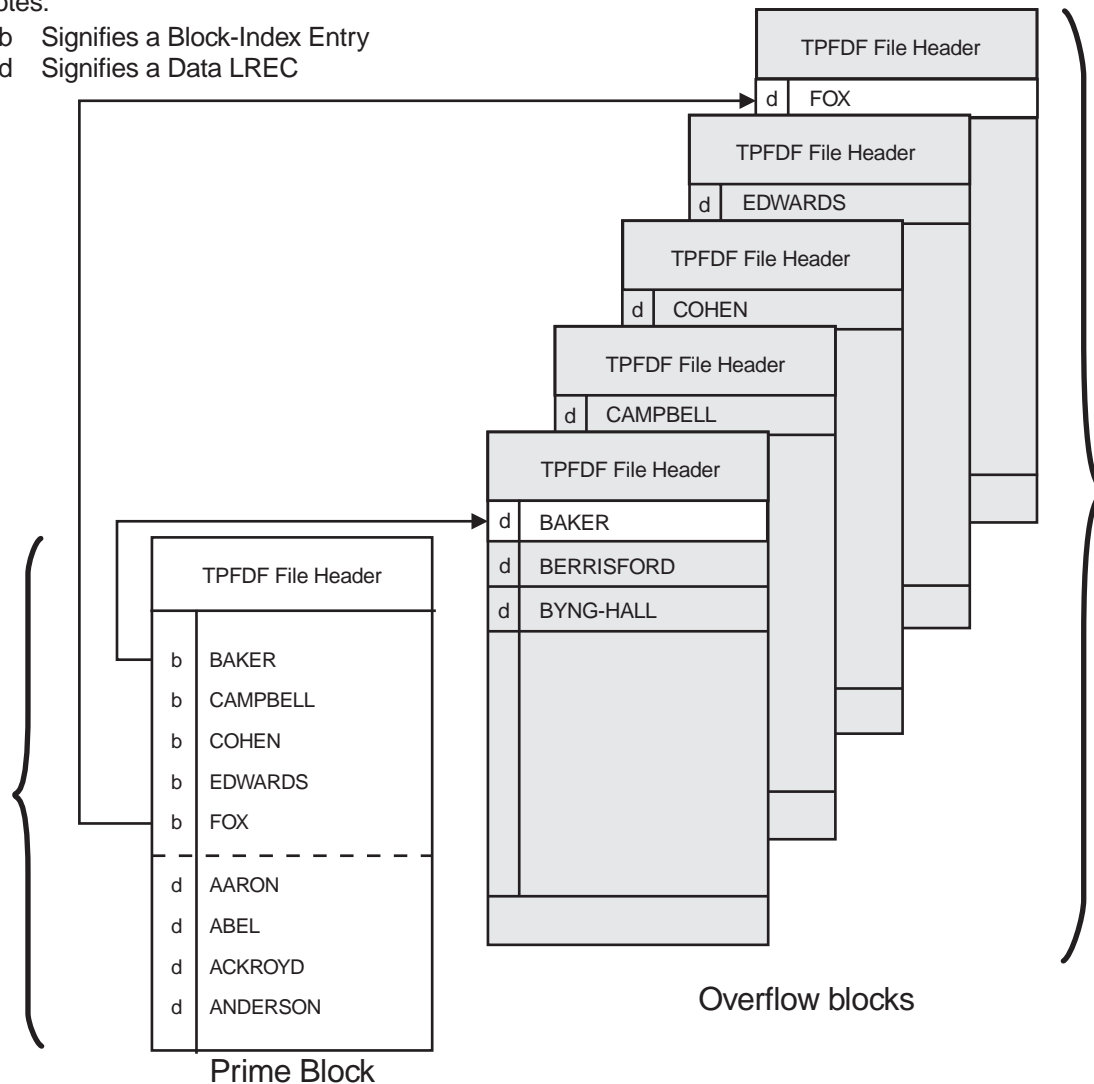 otes:
b Signifies a Block-Index Entry
d Signifies a Data LREC
TPFDF File Header
d FOX
TPFDF File Header
d EDWARDS
TPFDF File Header
d COHEN
TPFDF File Header
d CAMPBELL
TPFDF File Header
d BAKER
d BERRISFORD
d BYNG-HALL
TPFDF File Header
b BAKER
b CAMPBELL
b COHEN
b EDWARDS
b FOX
d AARON
d ABEL
d ACKROYD
d ANDERSON
Overflow blocks
Prime Block